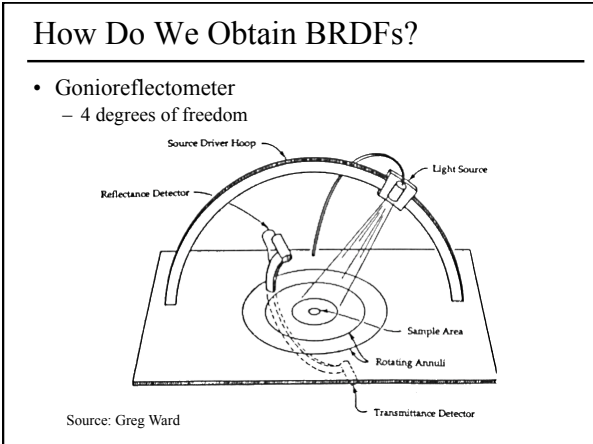 How Do We Obtain BRDFs?
• Gonioreflectometer
– 4 degrees of freedom
Source Driver Hoop
Light Source
Reflectance Detector
Sample Area
Rotating Annuli
Transmittance Detector
Source: Greg Ward